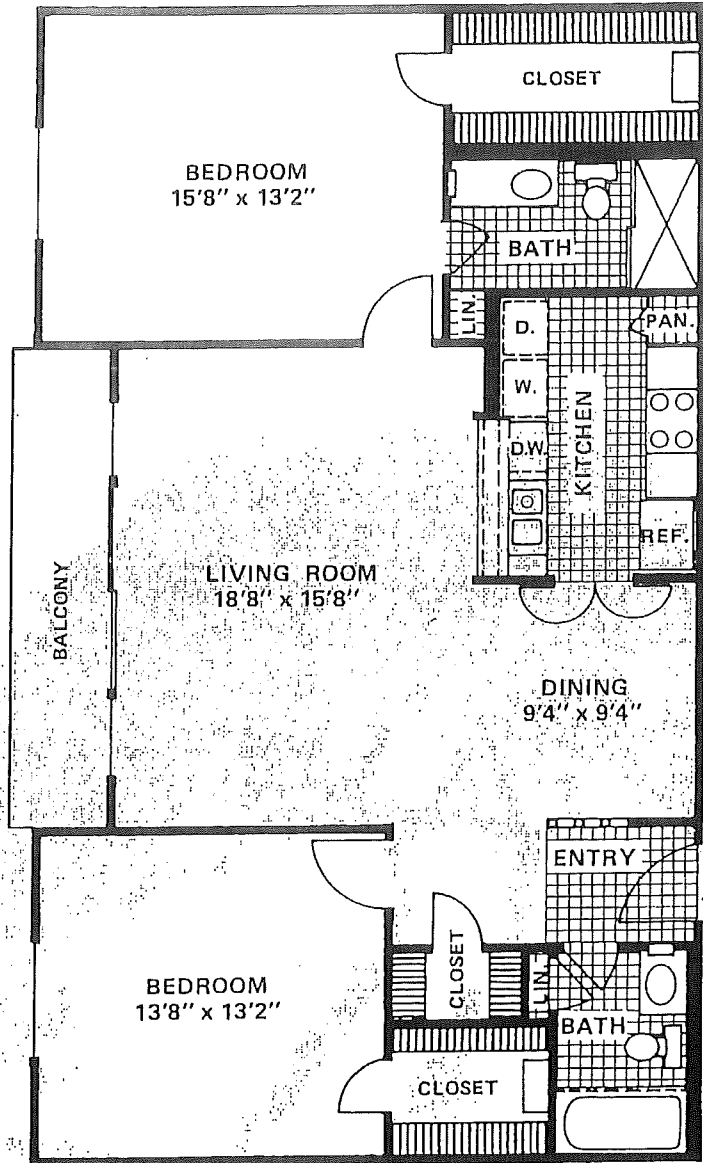 CLOSET
BEDROOM
15'8" x 13'2"
BATH
LIN.
D.
PAN.
W.
KITCHEN
D.W.
REF.
LIVING ROOM
18'8" x 15'8"
BALCONY
DINING
9'4" x 9'4"
ENTRY
CLOSET
LIN.
BEDROOM
13'8" x 13'2"
BATH
CLOSET